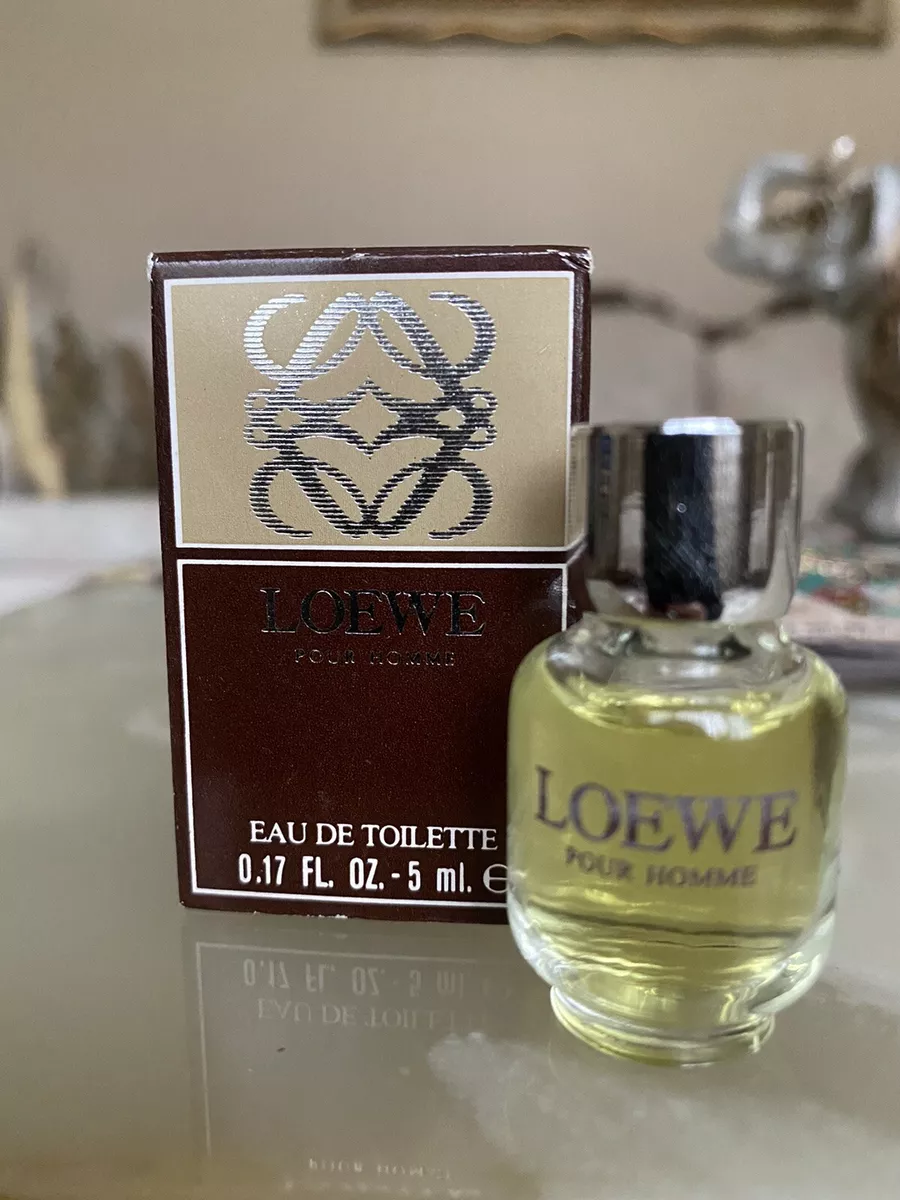 LOEWE
POUR HOMME
EAU DE TOILETTE
0.17 FL. OZ. - 5 ml. ℮
LOEWE
POUR HOMME